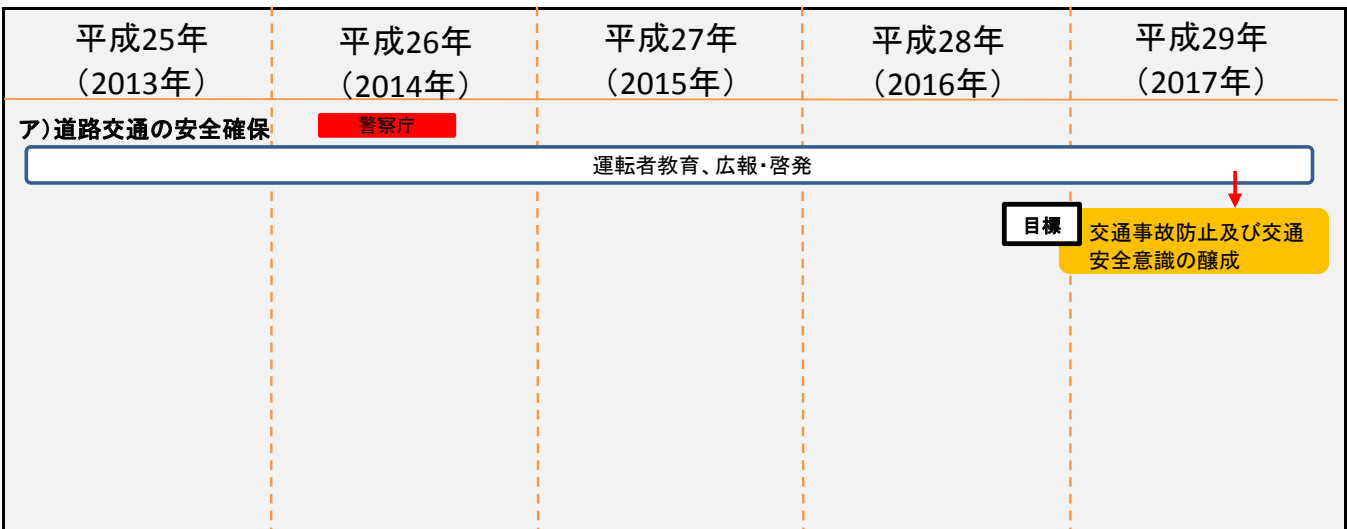 平成25年
（2013年）
平成26年
（2014年）
平成27年
（2015年）
平成28年
（2016年）
平成29年
（2017年）
ア)道路交通の安全確保
警察庁
運転者教育、広報・啓発
目標
交通事故防止及び交通
安全意識の醸成